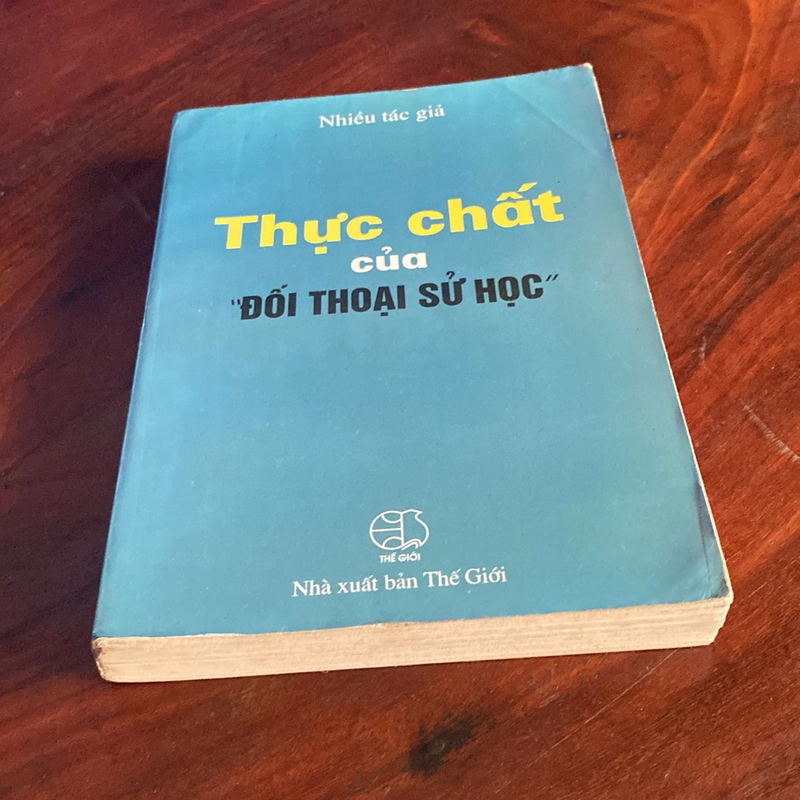 Nhiều tác giả
Thực chất
của
"ĐỐI THOẠI SỬ HỌC"
THẾ GIỚI
Nhà xuất bản Thế Giới